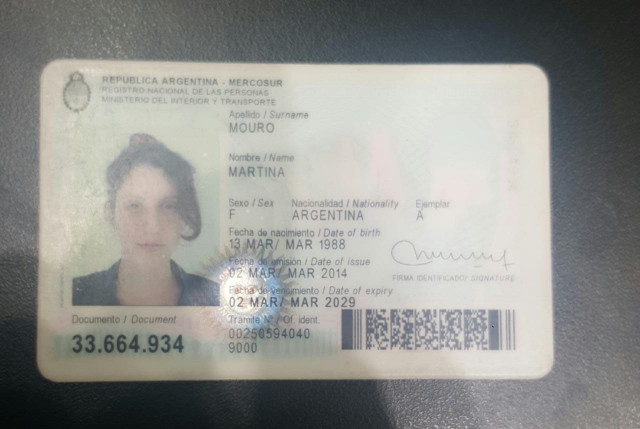 REPUBLICA ARGENTINA - MERCOSUR
REGISTRO NACIONAL DE LAS PERSONAS
MINISTERIO DEL INTERIOR Y TRANSPORTE
Apellido / Surname
MOURO
Nombre / Name
MARTINA
Sexo / Sex Nacionalidad / Nationality Ejemplar
F ARGENTINA A
Fecha de nacimiento / Date of birth
13 MAR/ MAR 1988
Fecha de emisión / Date of issue
02 MAR/ MAR 2014
FIRMA IDENTIFICADO/ SIGNATURE
Fecha de vencimiento / Date of expiry
02 MAR/ MAR 2029
Documento / Document
33.664.934
Trámite N° / Of. ident.
00250594040
9000